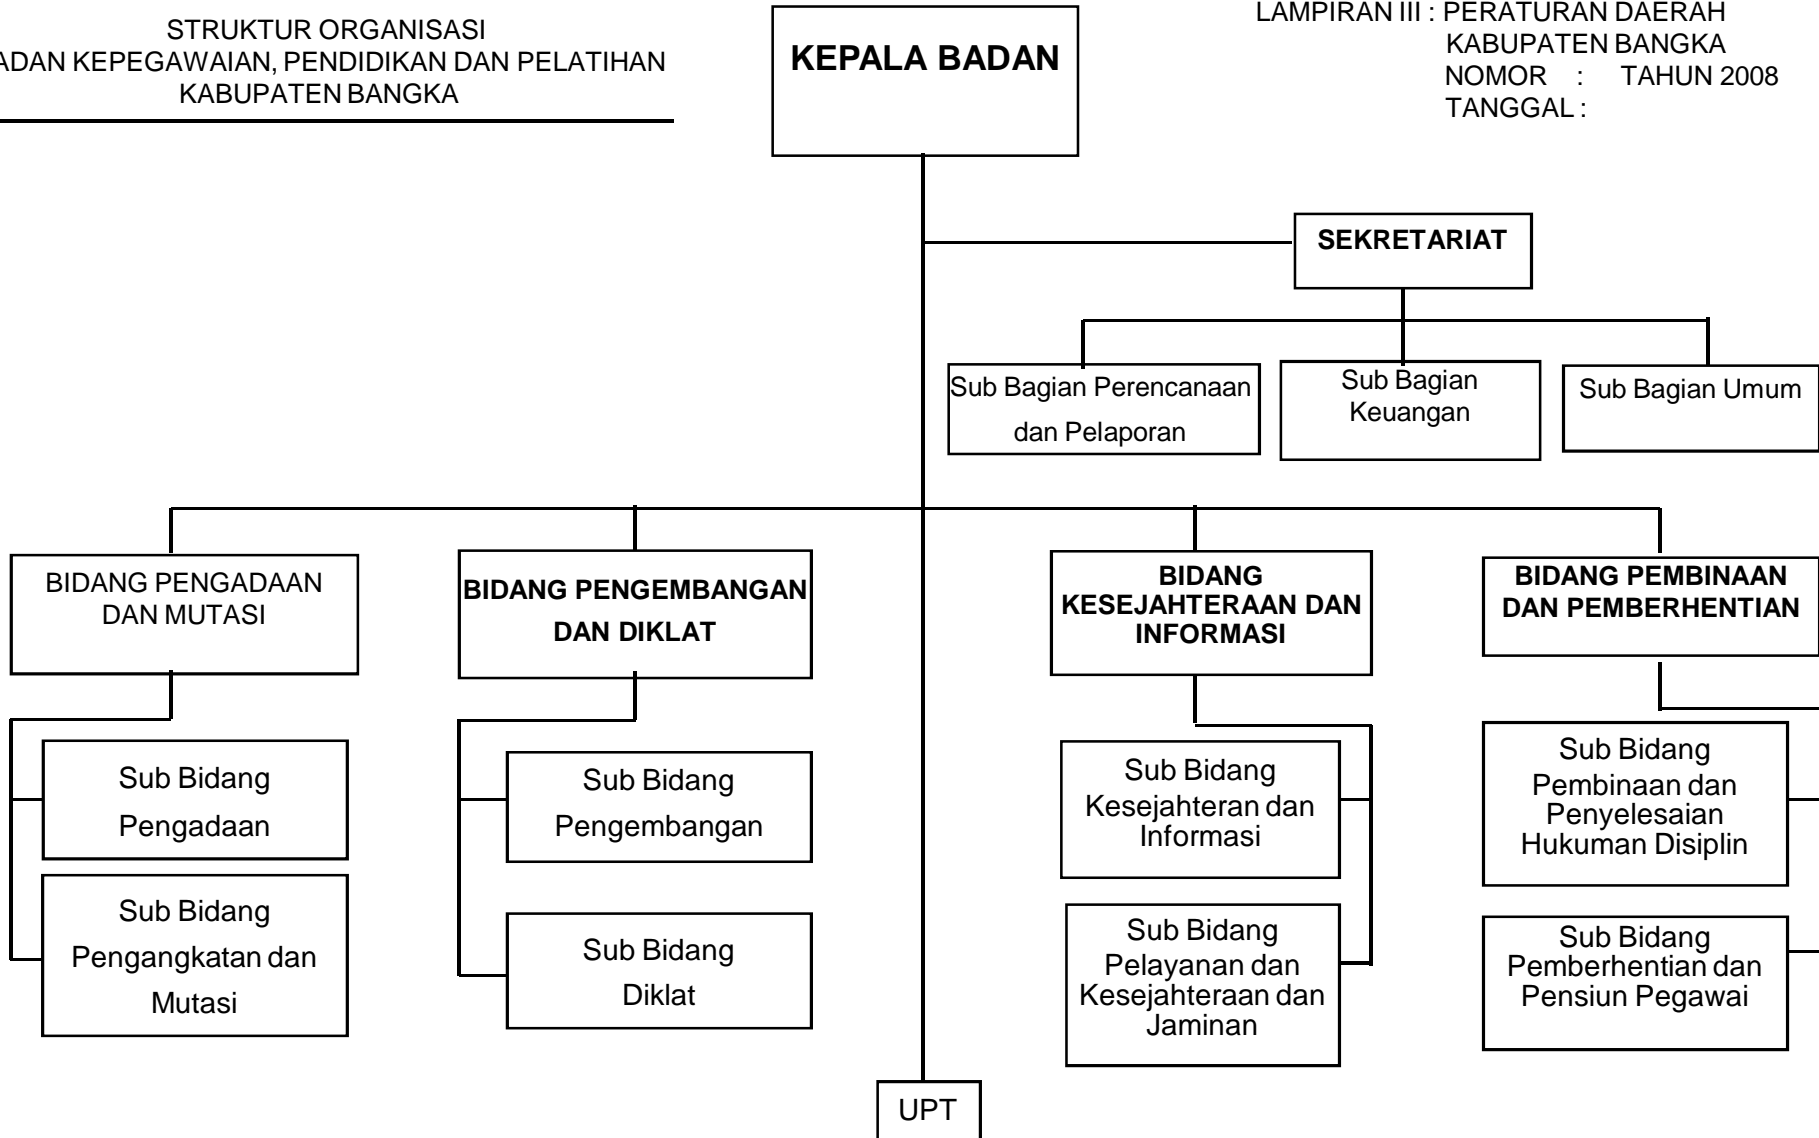 STRUKTUR ORGANISASI
ADAN KEPEGAWAIAN, PENDIDIKAN DAN PELATIHAN
KABUPATEN BANGKA
KEPALA BADAN
LAMPIRAN III : PERATURAN DAERAH
KABUPATEN BANGKA
NOMOR : TAHUN 2008
TANGGAL :
SEKRETARIAT
Sub Bagian Perencanaan
dan Pelaporan
Sub Bagian
Keuangan
Sub Bagian Umum
BIDANG PENGADAAN
DAN MUTASI
BIDANG PENGEMBANGAN
DAN DIKLAT
BIDANG
KESEJAHTERAAN DAN
INFORMASI
BIDANG PEMBINAAN
DAN PEMBERHENTIAN
Sub Bidang
Pengadaan
Sub Bidang
Pengembangan
Sub Bidang
Kesejahteran dan
Informasi
Sub Bidang
Pembinaan dan
Penyelesaian
Hukuman Disiplin
Sub Bidang
Pengangkatan dan
Mutasi
Sub Bidang
Diklat
Sub Bidang
Pelayanan dan
Kesejahteraan dan
Jaminan
Sub Bidang
Pemberhentian dan
Pensiun Pegawai
UPT